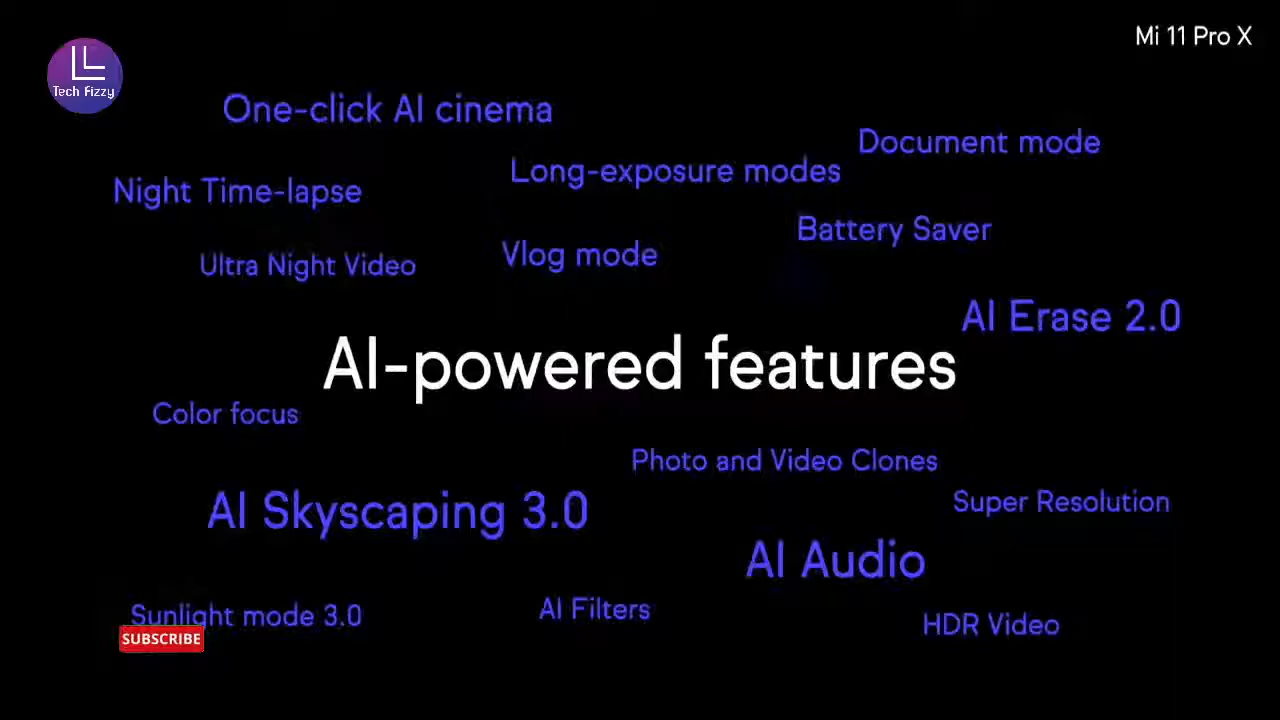 Mi 11 Pro X
Tech Fizzy
One-click AI cinema
Document mode
Long-exposure modes
Night Time-lapse
Battery Saver
Vlog mode
Ultra Night Video
AI Erase 2.0
AI-powered features
Color focus
Photo and Video Clones
Super Resolution
AI Skyscaping 3.0
AI Audio
AI Filters
Sunlight mode 3.0
HDR Video
SUBSCRIBE